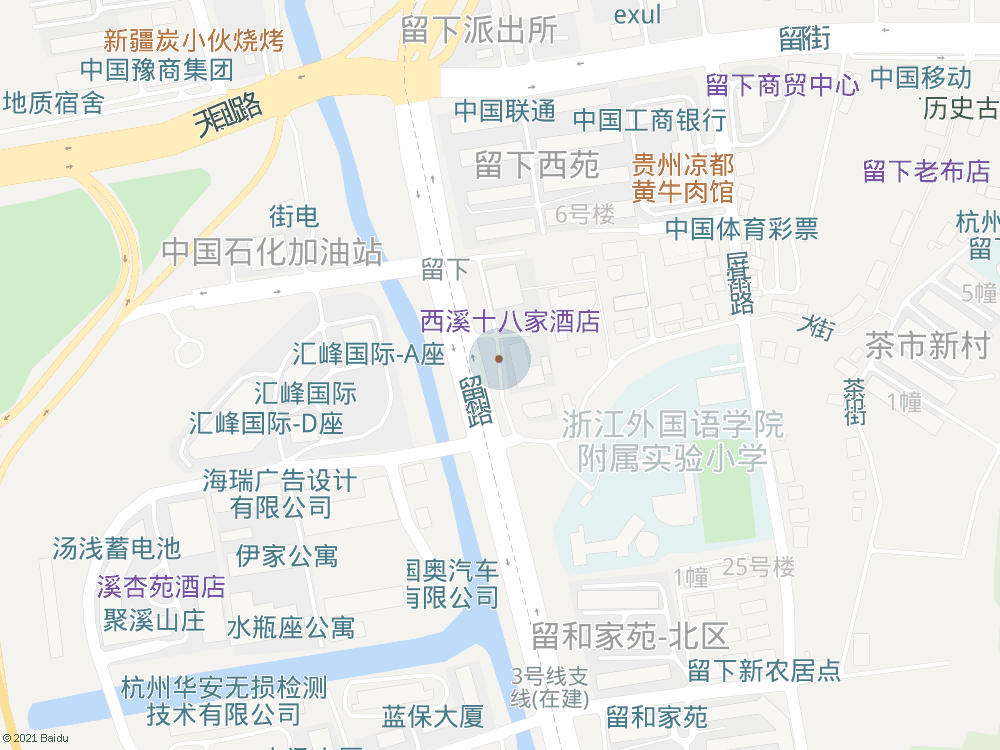 exul
留下派出所
留街
新疆炭小伙烧烤
中国豫商集团
中国移动
留下商贸中心
地质宿舍
历史古
中国联通
中国工商银行
留下西苑
贵州凉都
黄牛肉馆
留下老布店
6号楼
街电
杭州
中国体育彩票
留
中国石化加油站
留下
5幢
西溪十八家酒店
大街
茶市新村
汇峰国际-A座
汇峰国际
茶街
1幢
汇峰国际-D座
浙江外国语学院
附属实验小学
海瑞广告设计
有限公司
汤浅蓄电池
伊家公寓
25号楼
国奥汽车
有限公司
1幢
溪杏苑酒店
聚溪山庄
水瓶座公寓
留和家苑-北区
留下新农居点
3号线支
线(在建)
杭州华安无损检测
技术有限公司
蓝保大厦
留和家苑
© 2021 Baidu